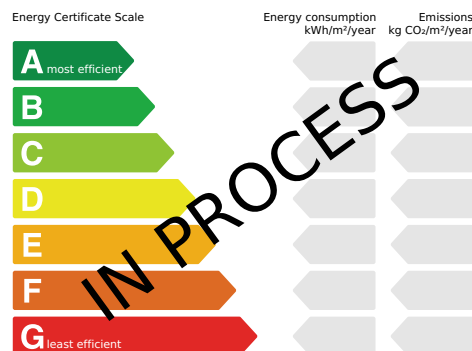 Energy Certificate Scale
Energy consumption
kWh/m²/year
Emissions
kg CO₂/m²/year
A most efficient
B
C
D
E
F
G least efficient
IN PROCESS